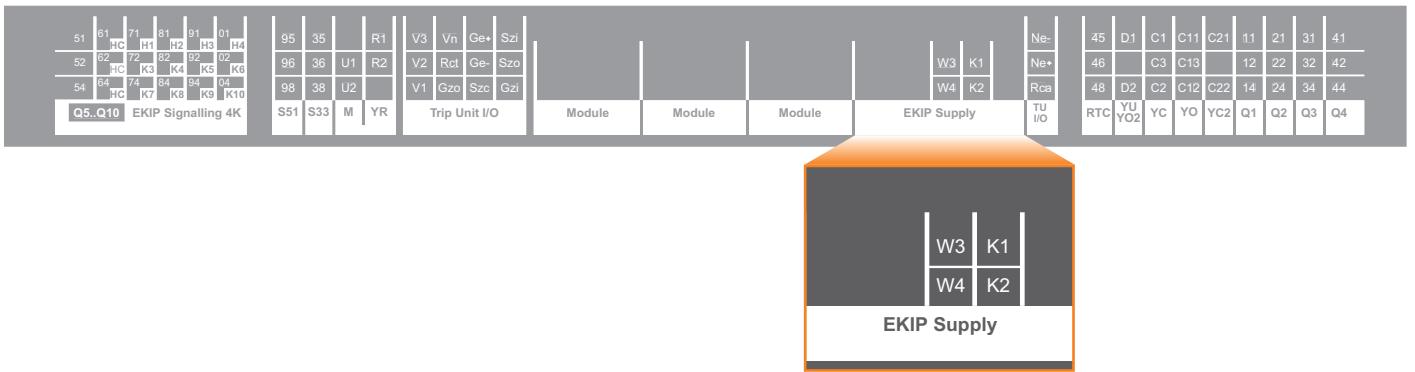 51 61 HC 71 H1 81 H2 91 H3 01 H4 95 35 R1 V3 Vn Ge+ Szi Ne- 45 D1 C1 C11 C21 11 21 31 41
52 62 HC 72 K3 82 K4 92 K5 02 K6 96 36 U1 R2 V2 Rct Ge- Szo W3 K1 Ne+ 46 C3 C13 12 22 32 42
54 64 HC 74 K7 84 K8 94 K9 04 K10 98 38 U2 V1 Gzo Szc Gzi W4 K2 Rca 48 D2 C2 C12 C22 14 24 34 44
Q5..Q10 EKIP Signalling 4K S51 S33 M YR Trip Unit I/O Module Module Module EKIP Supply TU I/O RTC YU YO2 YC YO YC2 Q1 Q2 Q3 Q4
W3 K1
W4 K2
EKIP Supply